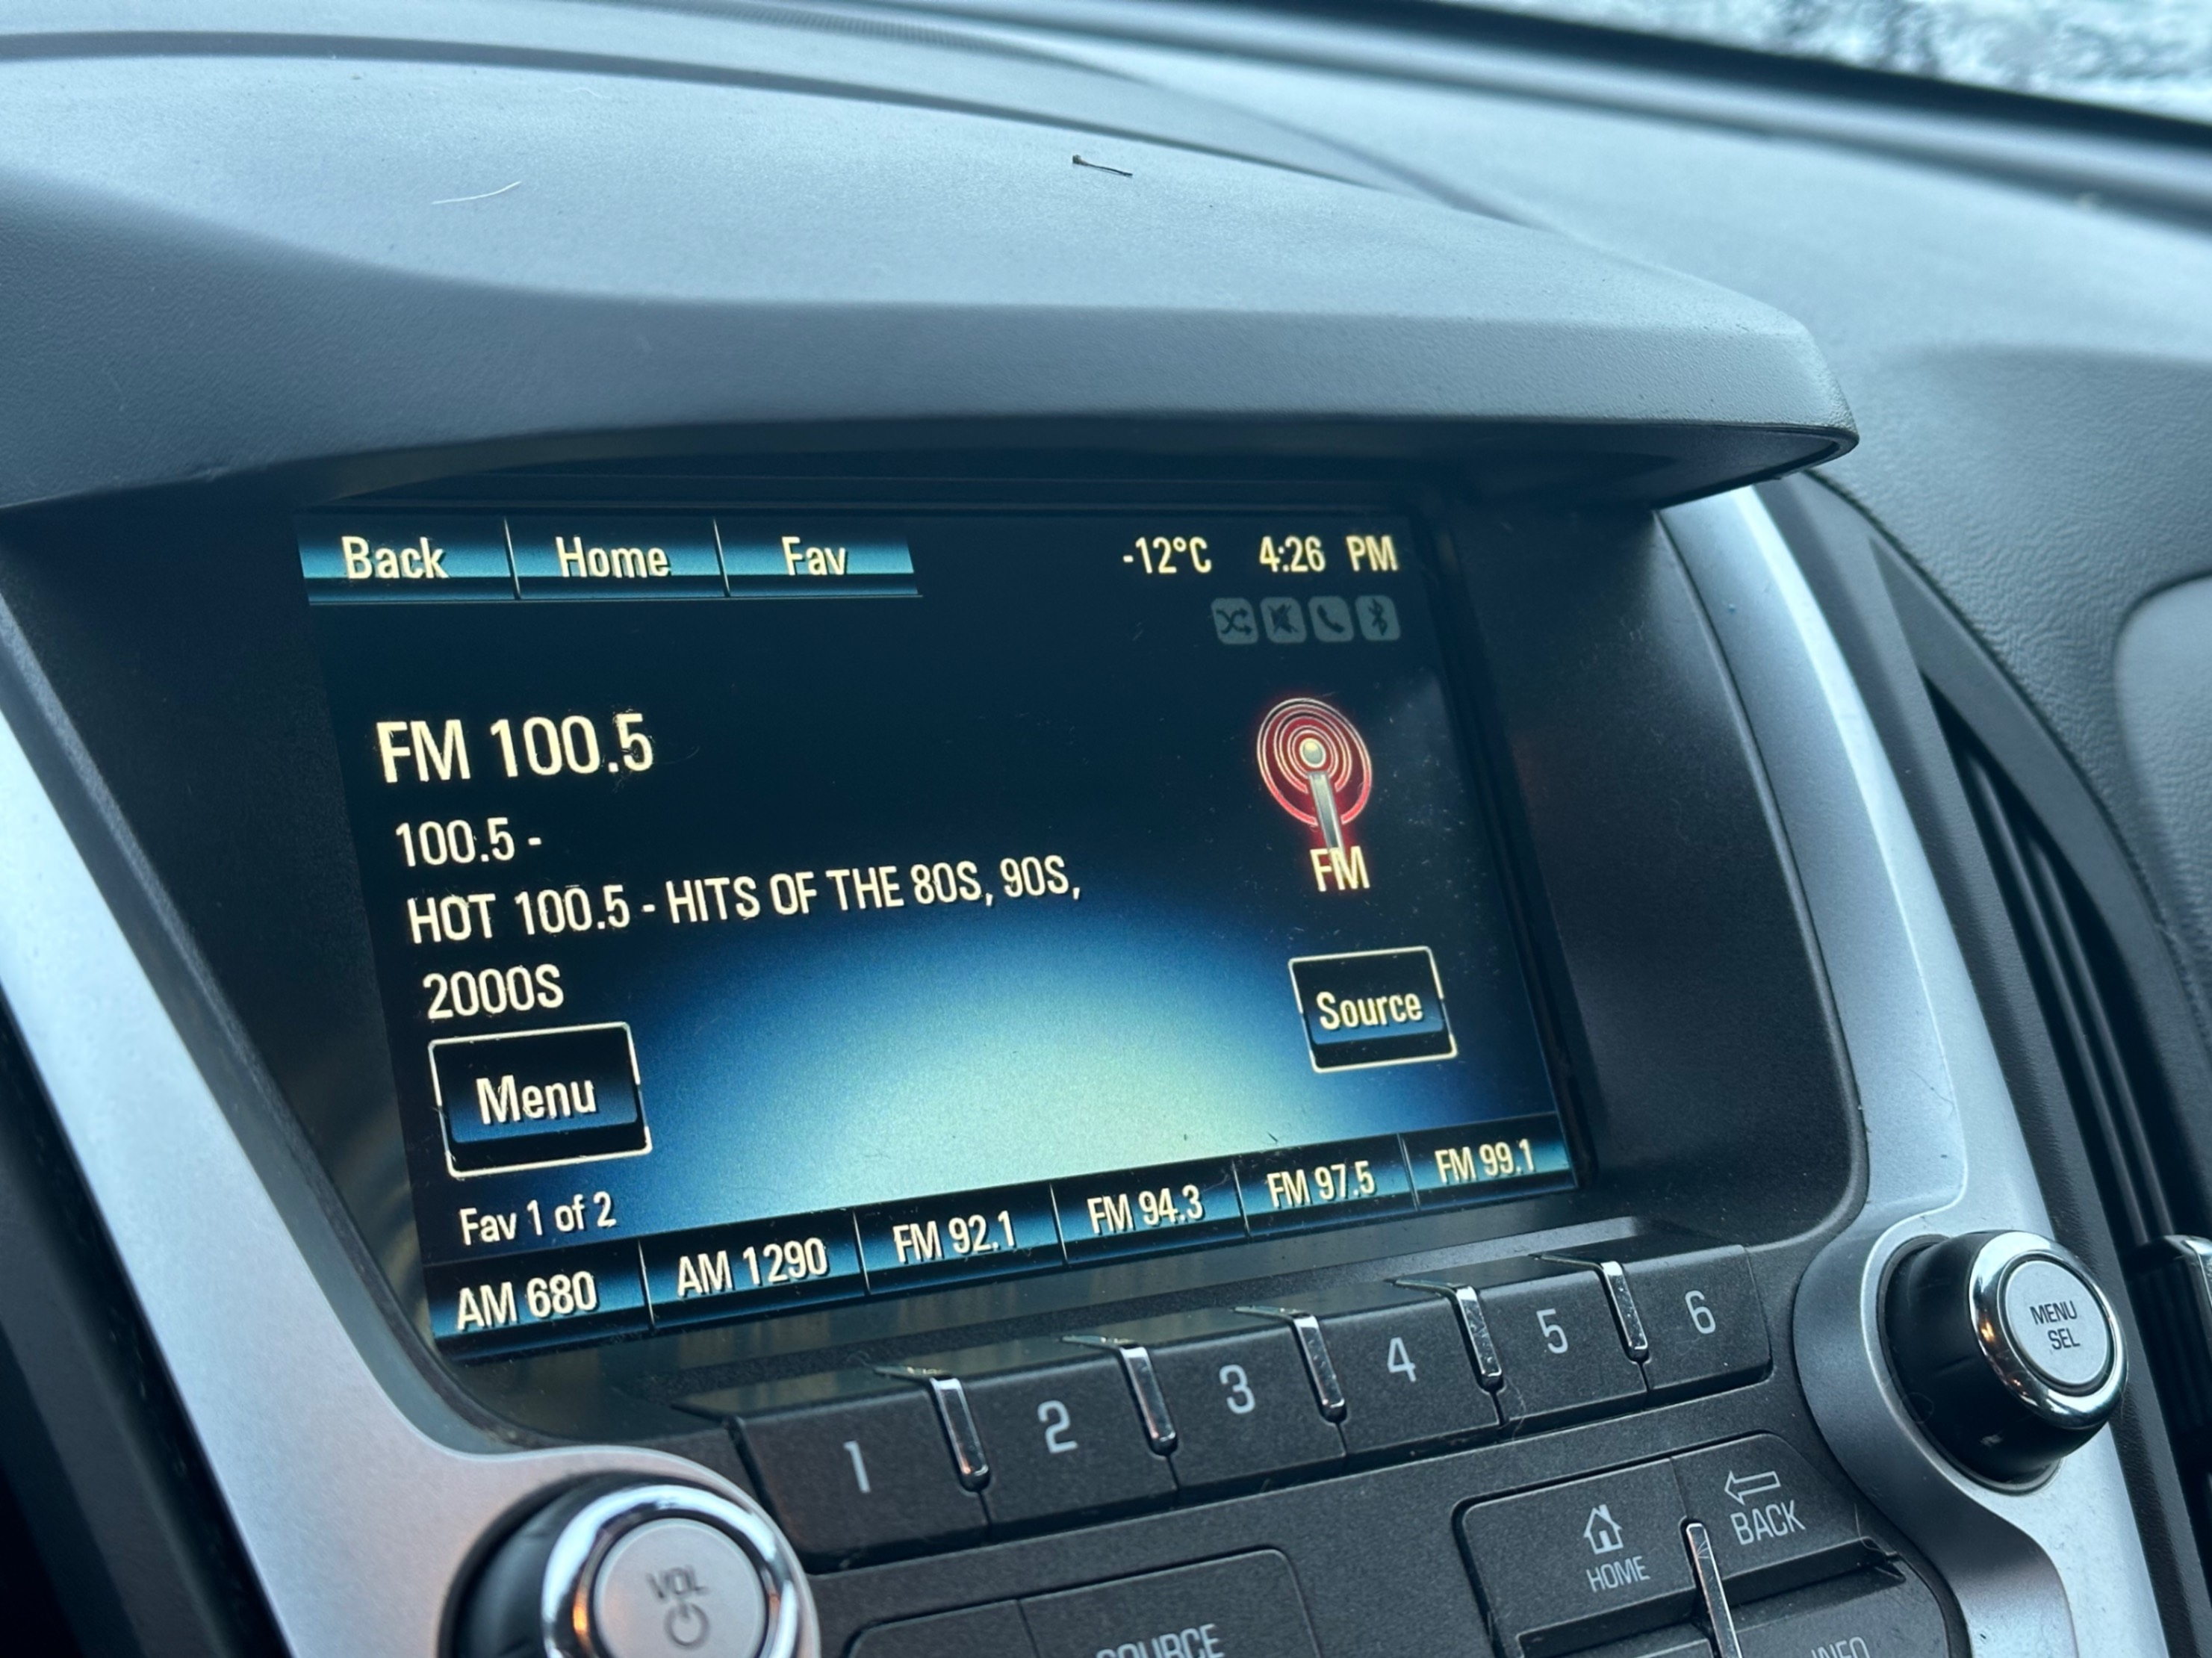 Back Home Fav -12°C 4:26 PM
FM 100.5
100.5 -
HOT 100.5 - HITS OF THE 80S, 90S,
2000S
FM
Menu
Source
Fav 1 of 2
AM 680 AM 1290 FM 92.1 FM 94.3 FM 97.5 FM 99.1
1 2 3 4 5 6
MENU
SEL
HOME
BACK
VOL
SOURCE
INFO